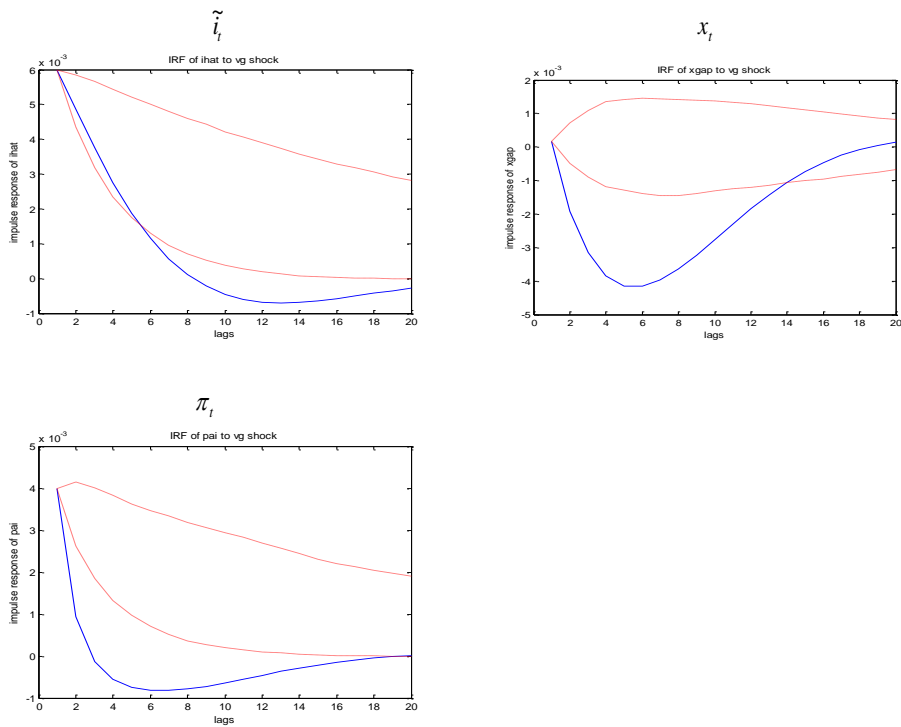 ĩₜ
xₜ
IRF of ihat to vg shock
x 10⁻³
6
5
4
3
2
1
0
-1
impulse response of ihat
0 2 4 6 8 10 12 14 16 18 20
lags
IRF of xgap to vg shock
x 10⁻³
2
1
0
-1
-2
-3
-4
-5
impulse response of xgap
0 2 4 6 8 10 12 14 16 18 20
lags
πₜ
IRF of pai to vg shock
x 10⁻³
5
4
3
2
1
0
-1
impulse response of pai
0 2 4 6 8 10 12 14 16 18 20
lags